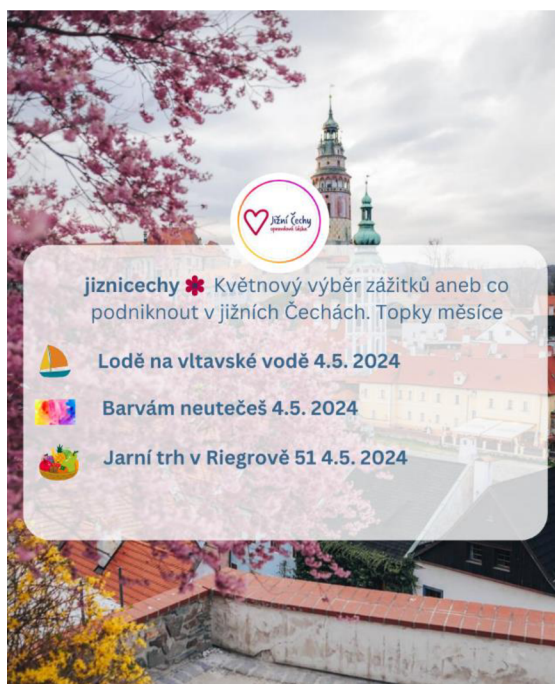 Jižní Čechy
jiznicechy Květnový výběr zážitků aneb co
podniknout v jižních Čechách. Topky měsíce
Lodě na vltavské vodě 4.5. 2024
Barvám neutečeš 4.5. 2024
Jarní trh v Riegrově 51 4.5. 2024